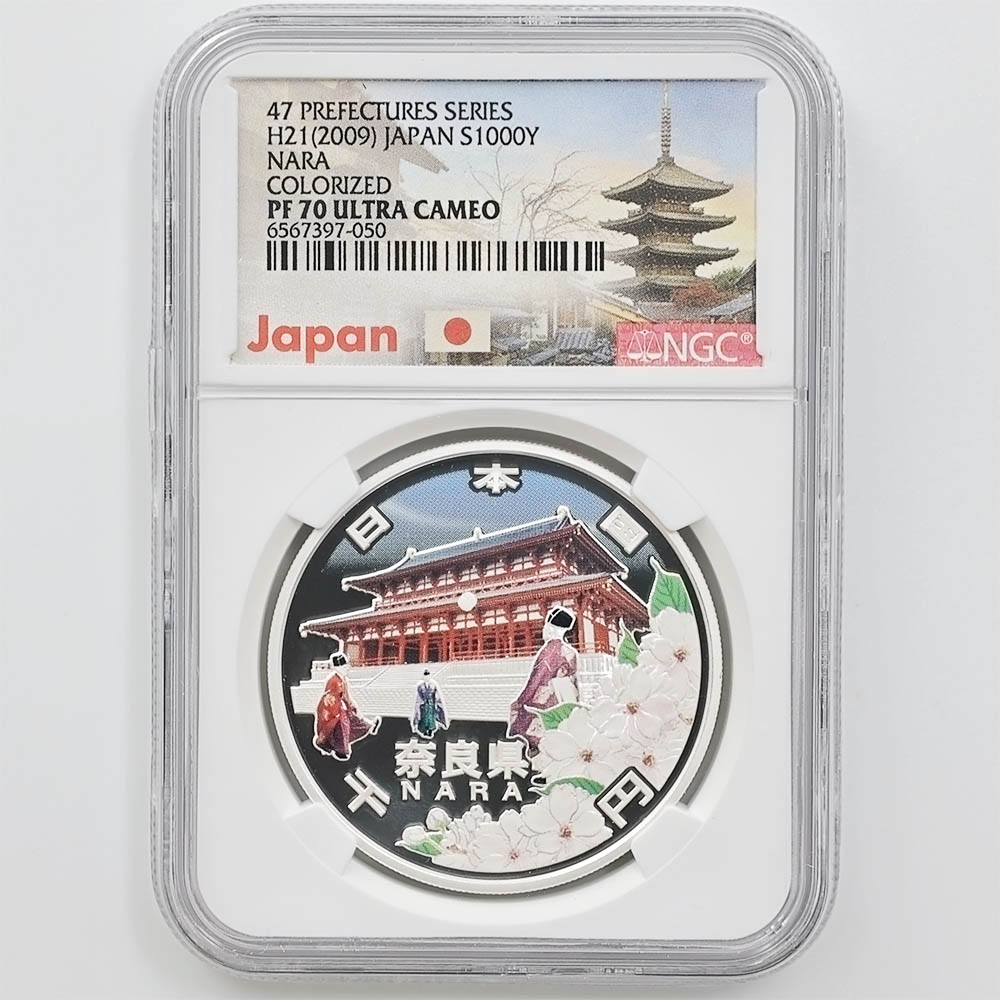 47 PREFECTURES SERIES
H21(2009) JAPAN S1000Y
NARA
COLORIZED
PF 70 ULTRA CAMEO
6567397-050
Japan
NGC®
日本国
奈良県
NARA
千円